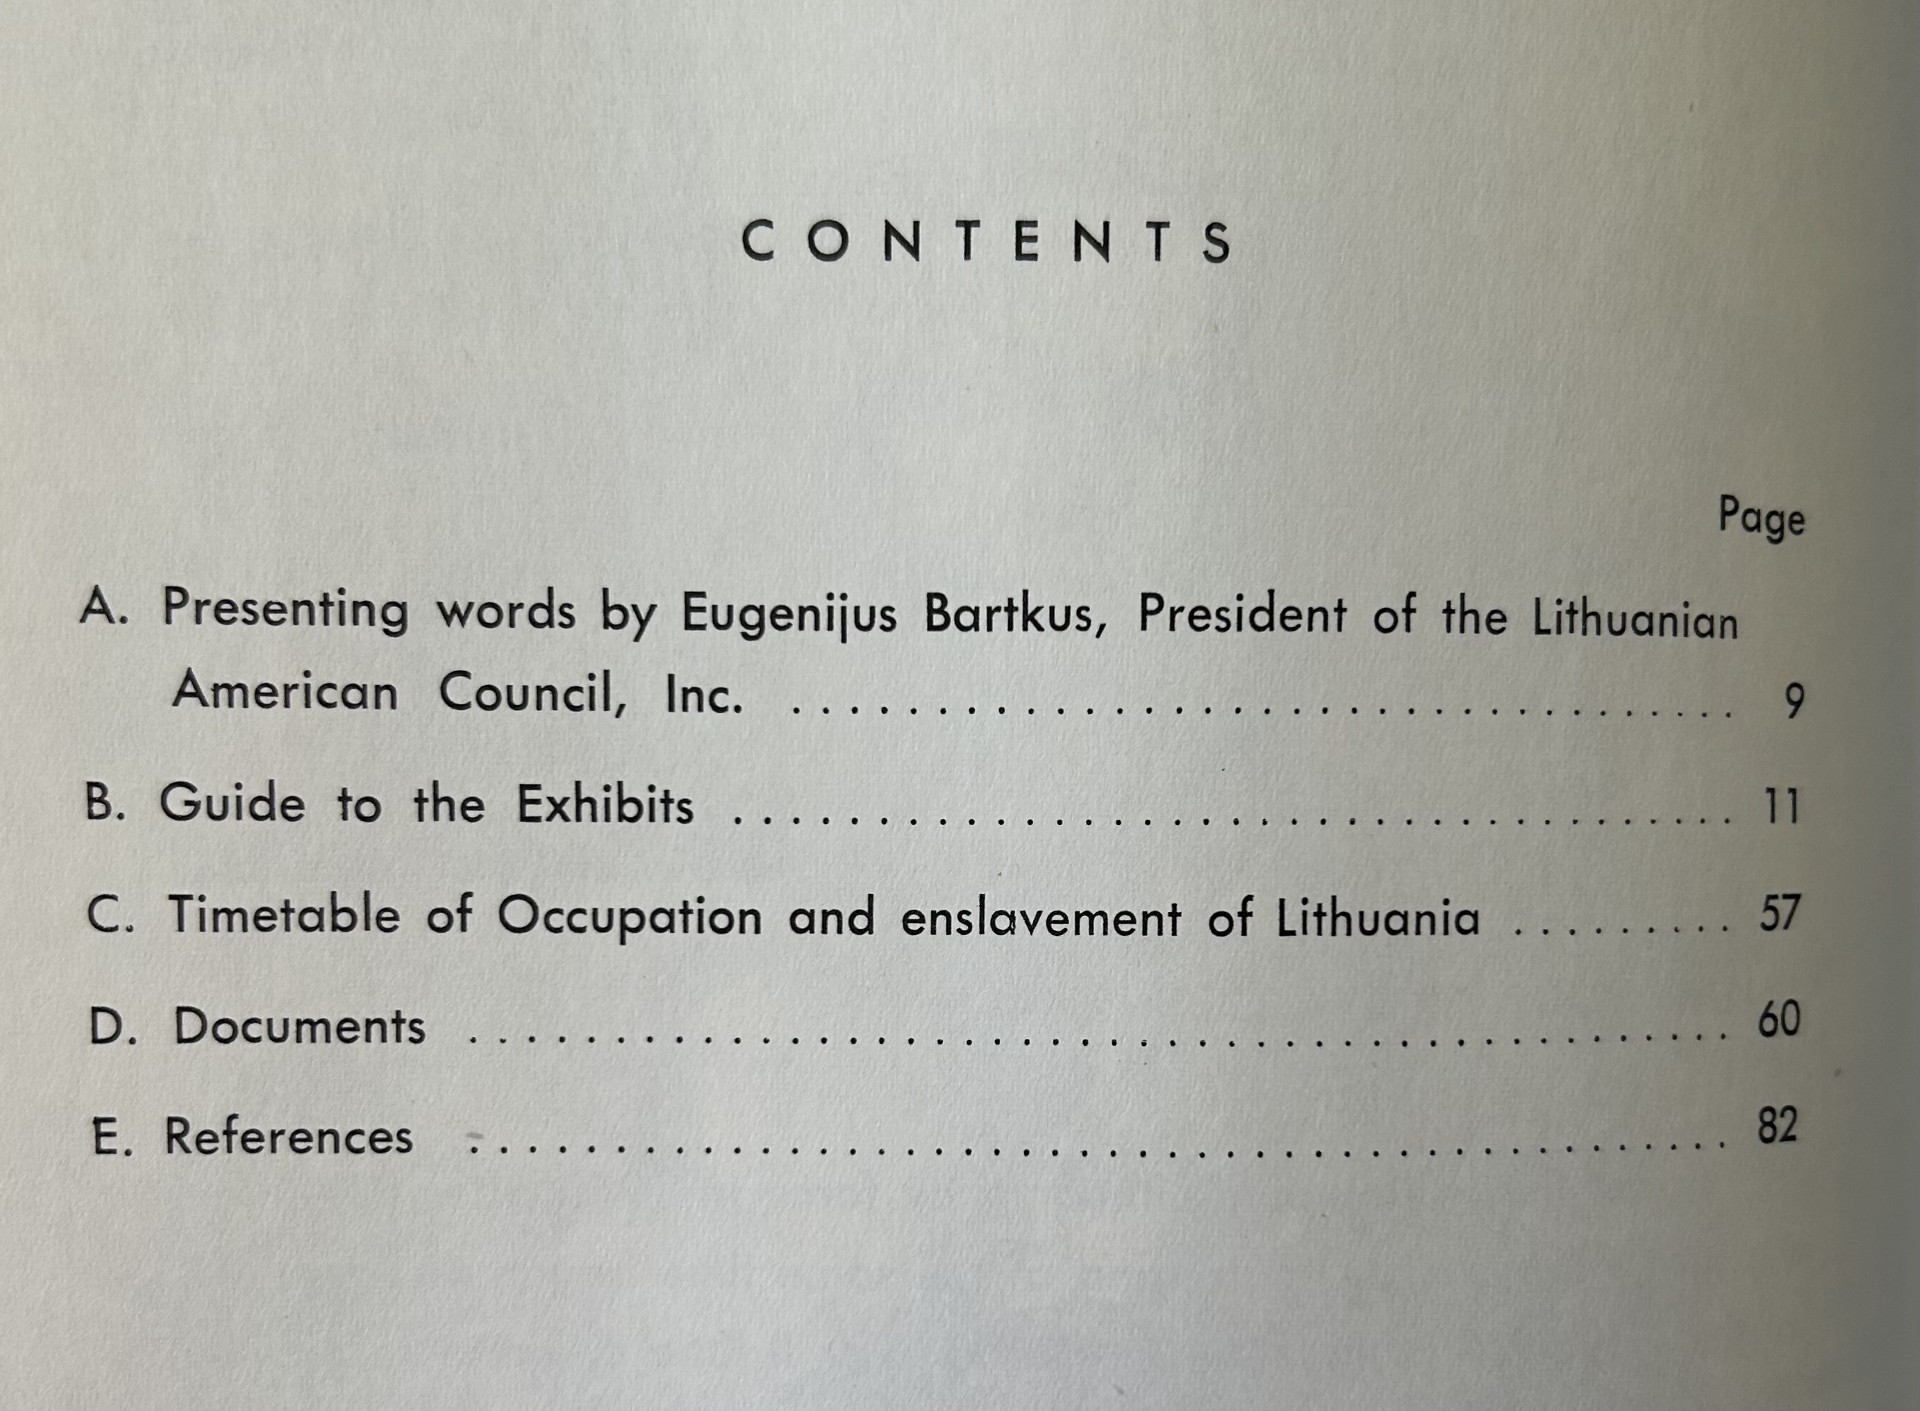 CONTENTS
Page
A. Presenting words by Eugenijus Bartkus, President of the Lithuanian
American Council, Inc. ................................. 9
B. Guide to the Exhibits ................................... 11
C. Timetable of Occupation and enslavement of Lithuania ........ 57
D. Documents ............................................ 60
E. References ............................................ 82